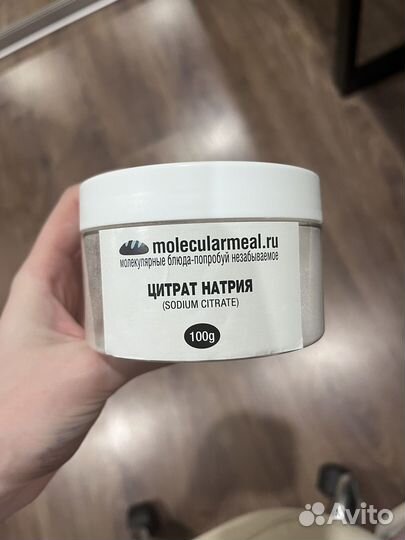 molecularmeal.ru
молекулярные блюда-попробуй незабываемое
ЦИТРАТ НАТРИЯ
(SODIUM CITRATE)
100g
Avito